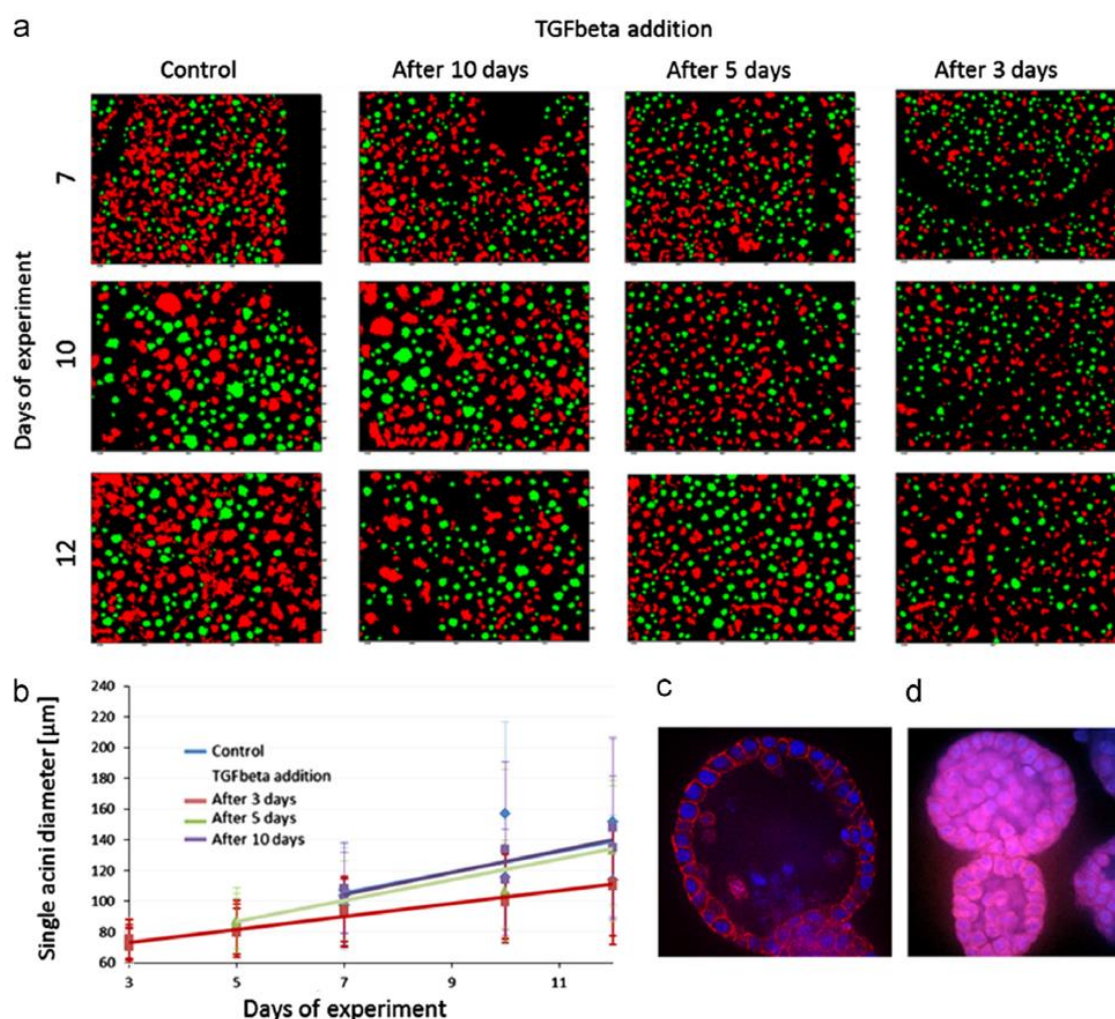 a
TGFbeta addition
Control
After 10 days
After 5 days
After 3 days
Days of experiment
7
10
12
b
Single acini diameter [μm]
240
220
200
180
160
140
120
100
80
60
Control
TGFbeta addition
After 3 days
After 5 days
After 10 days
3
5
7
9
11
Days of experiment
c
d